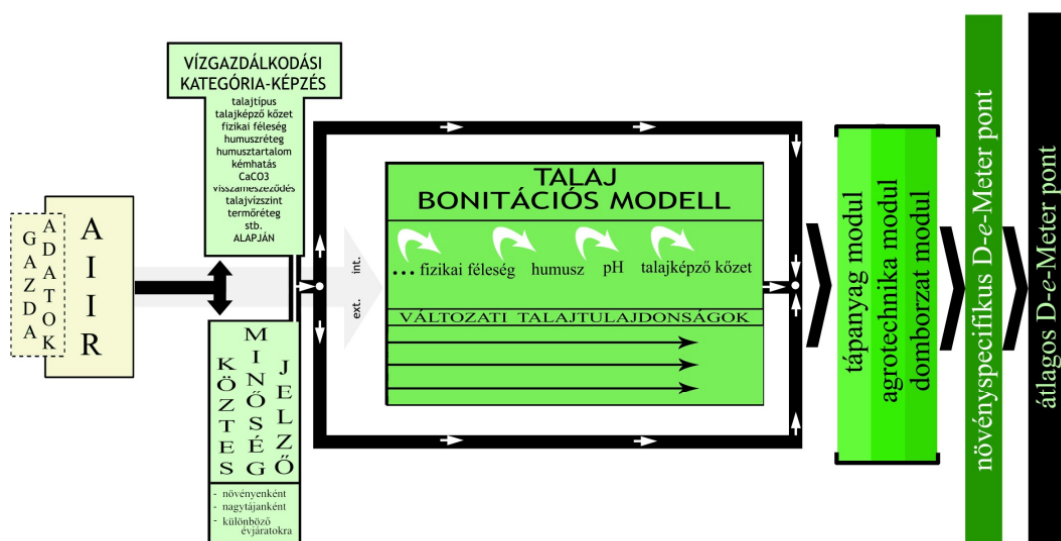 GAZDA
ADATOK
AIIR
VÍZGAZDÁLKODÁSI
KATEGÓRIA-KÉPZÉS
talajtípus
talajképző kőzet
fizikai féleség
humuszréteg
humusztartalom
kémhatás
CaCO3
visszameszeződés
talajvízszint
termőréteg
stb.
ALAPJÁN
KÖZTES
MINŐSÉG
JELZŐ
- növényenként
- nagytájanként
- különböző
évjáratokra
int.
ext.
TALAJ
BONITÁCIÓS MODELL
... fizikai féleség humusz pH talajképző kőzet
VÁLTOZATI TALAJTULAJDONSÁGOK
tápanyag modul
agrotechnika modul
domborzat modul
növényspecifikus D-e-Meter pont
átlagos D-e-Meter pont